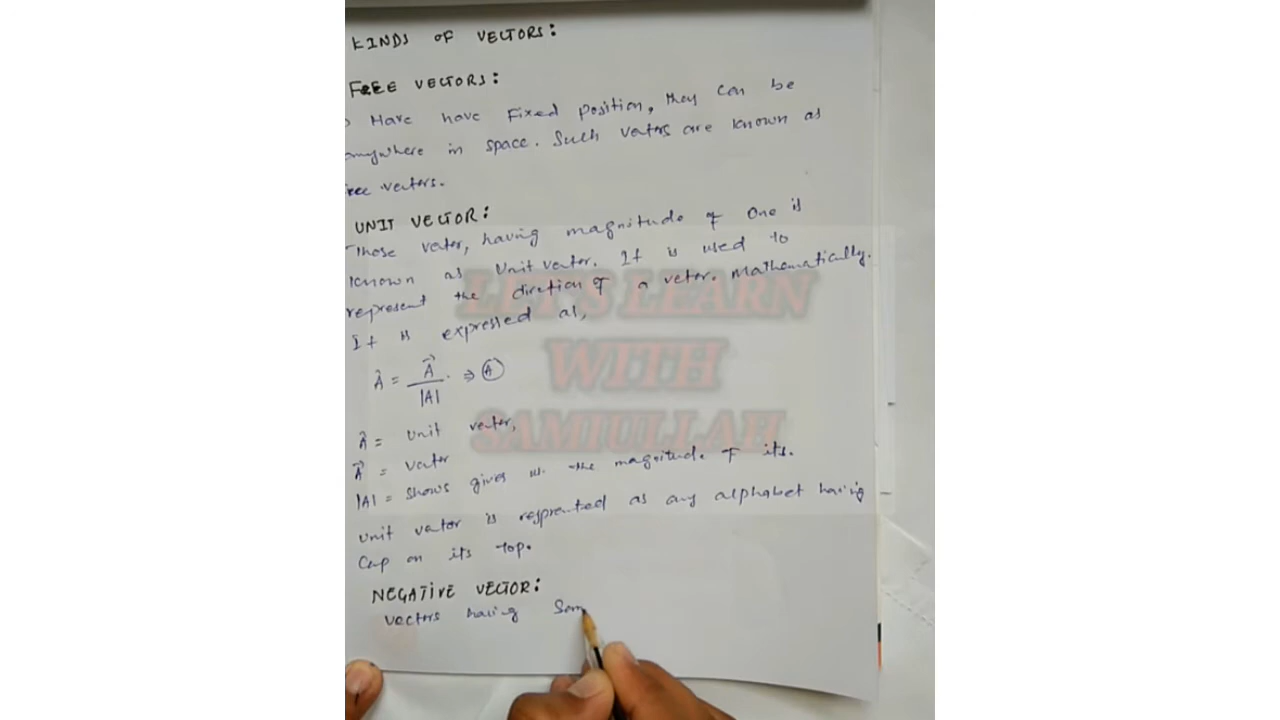 KINDS OF VECTORS:
FREE VECTORS:
Have have Fixed position, they can be
anywhere in space. Such vectors are known as
free vectors.
UNIT VECTOR:
Those vector, having magnitude of one is
known as Unit vector. It is used to
represent the direction of a vector. Mathematically.
It is expressed as,
Â = A⃗ / |A| ⇒ Ⓐ
Â = Unit vector,
A⃗ = vector
|A| = shows gives us the magnitude of its.
Unit vector is respreted as any alphabet having
Cap on its top.
NEGATIVE VECTOR:
Vectors having Sam
LET'S LEARN
WITH
SAMIULLAH